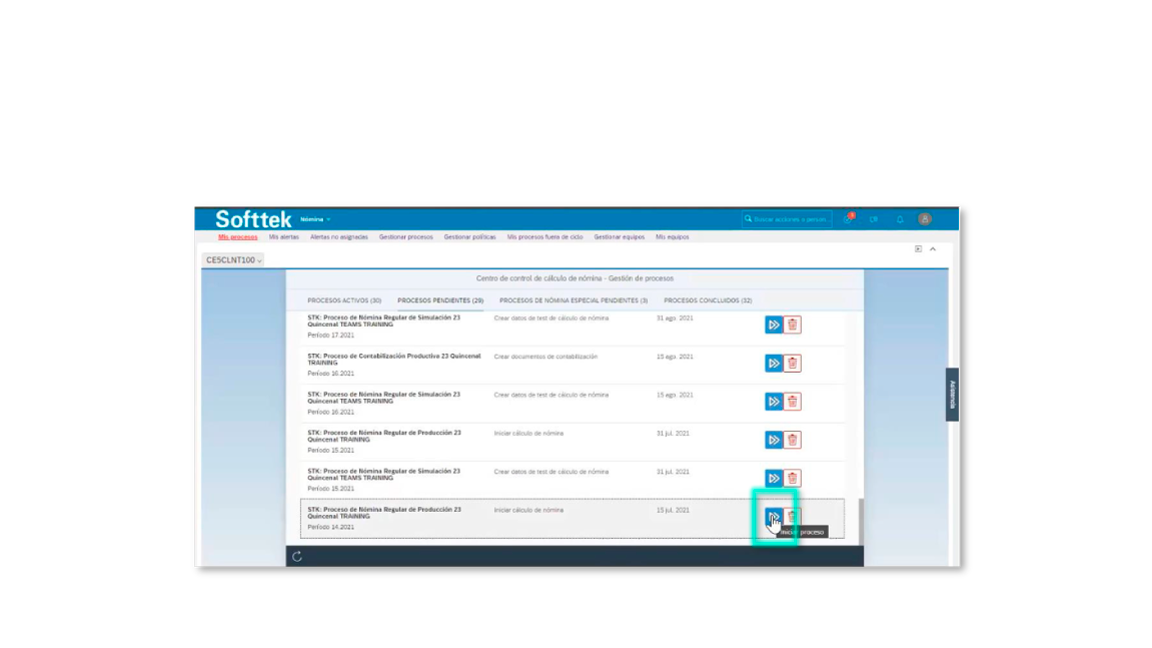 Softtek Nómina
Buscar acciones o person...
Mis procesos Mis alertas Alertas no asignadas Gestionar procesos Gestionar políticas Mis procesos fuera de ciclo Gestionar equipos Mis equipos
CE5CLNT100
Centro de control de cálculo de nómina - Gestión de procesos
PROCESOS ACTIVOS (30) PROCESOS PENDIENTES (29) PROCESOS DE NÓMINA ESPECIAL PENDIENTES (3) PROCESOS CONCLUIDOS (32)
STK: Proceso de Nómina Regular de Simulación 23 Crear datos de test de cálculo de nómina 31 ago. 2021
Quincenal TEAMS TRAINING
Período 17.2021
STK: Proceso de Contabilización Productiva 23 Quincenal Crear documentos de contabilización 15 ago. 2021
TRAINING
Período 16.2021
STK: Proceso de Nómina Regular de Simulación 23 Crear datos de test de cálculo de nómina 15 ago. 2021
Quincenal TEAMS TRAINING
Período 16.2021
STK: Proceso de Nómina Regular de Producción 23 Iniciar cálculo de nómina 31 jul. 2021
Quincenal TRAINING
Período 15.2021
STK: Proceso de Nómina Regular de Simulación 23 Crear datos de test de cálculo de nómina 31 jul. 2021
Quincenal TEAMS TRAINING
Período 15.2021
STK: Proceso de Nómina Regular de Producción 23 Iniciar cálculo de nómina 15 jul. 2021
Quincenal TRAINING
Período 14.2021
Iniciar proceso
Asistencia